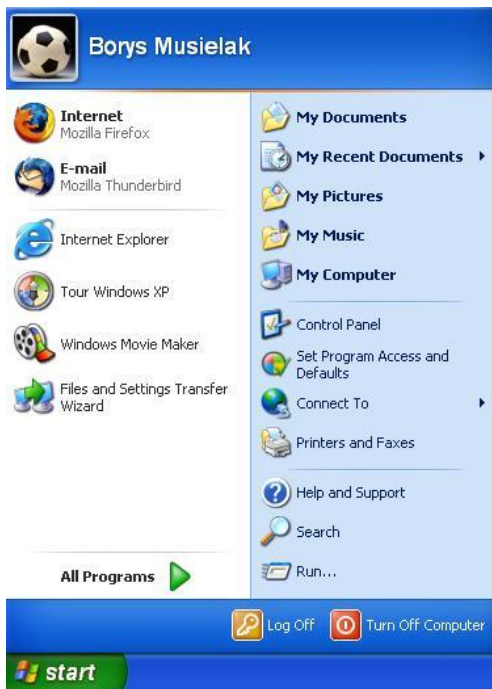 Borys Musielak
Internet
Mozilla Firefox
E-mail
Mozilla Thunderbird
Internet Explorer
Tour Windows XP
Windows Movie Maker
Files and Settings Transfer
Wizard
All Programs
My Documents
My Recent Documents
My Pictures
My Music
My Computer
Control Panel
Set Program Access and
Defaults
Connect To
Printers and Faxes
Help and Support
Search
Run...
Log Off
Turn Off Computer
start